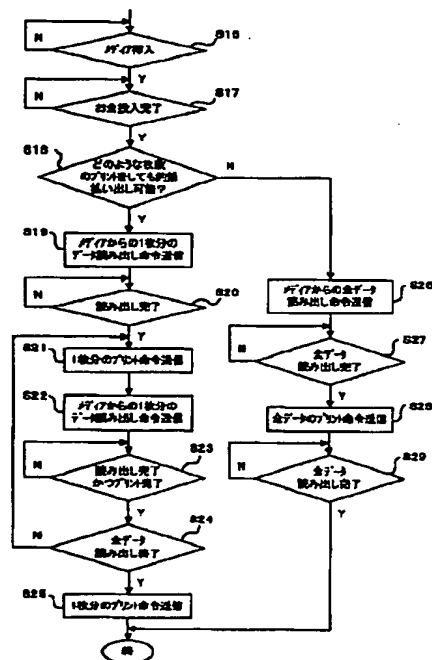 S16
メディア挿入
N
Y
S17
お金投入完了
N
Y
S18
どのような枚数
のプリントをしても釣銭
払い出し可能?
N
Y
S19
メディアからの1枚分の
データ読み出し命令送信
S20
読み出し完了
N
Y
S21
1枚分のプリント命令送信
S22
メディアからの1枚分の
データ読み出し命令送信
S23
読み出し完了
かつプリント完了
N
Y
S24
全データ
読み出し終了
N
Y
S25
1枚分のプリント命令送信
S26
メディアからの全データ
読み出し命令送信
S27
全データ
読み出し完了
N
Y
S28
全データのプリント命令送信
S29
全データ
読み出し完了
N
Y
終